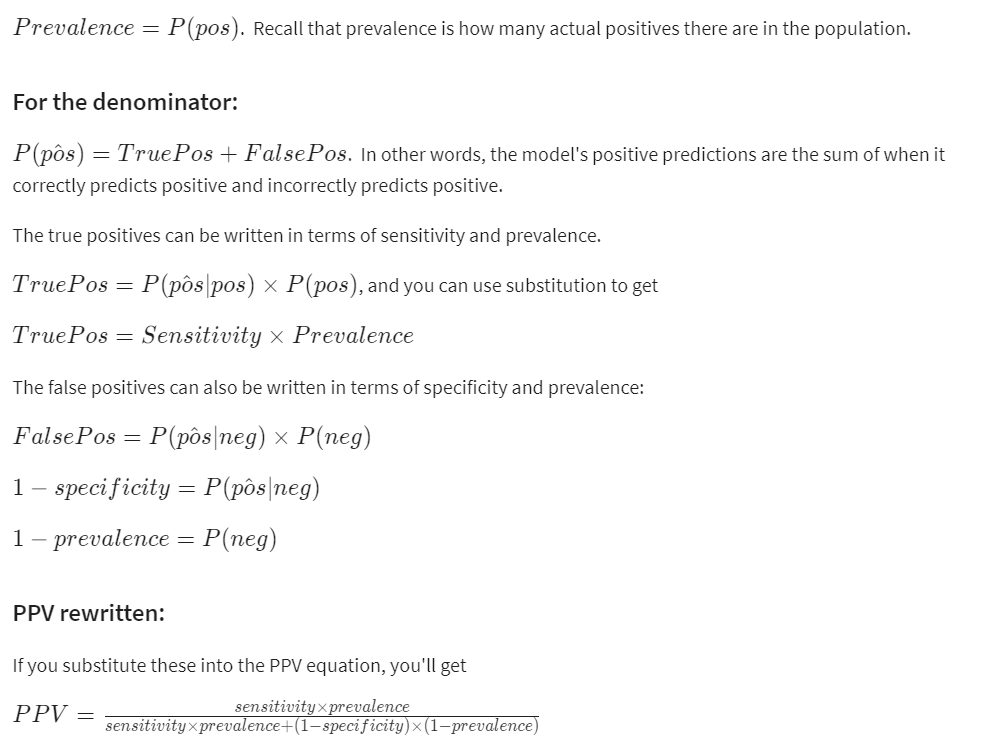 Prevalence = P(pos). Recall that prevalence is how many actual positives there are in the population.
For the denominator:
P(pôs) = TruePos + FalsePos. In other words, the model's positive predictions are the sum of when it
correctly predicts positive and incorrectly predicts positive.
The true positives can be written in terms of sensitivity and prevalence.
TruePos = P(pôs|pos) × P(pos), and you can use substitution to get
TruePos = Sensitivity × Prevalence
The false positives can also be written in terms of specificity and prevalence:
FalsePos = P(pôs|neg) × P(neg)
1 − specificity = P(pôs|neg)
1 − prevalence = P(neg)
PPV rewritten:
If you substitute these into the PPV equation, you'll get
PPV = sensitivity×prevalence
sensitivity×prevalence+(1−specificity)×(1−prevalence)